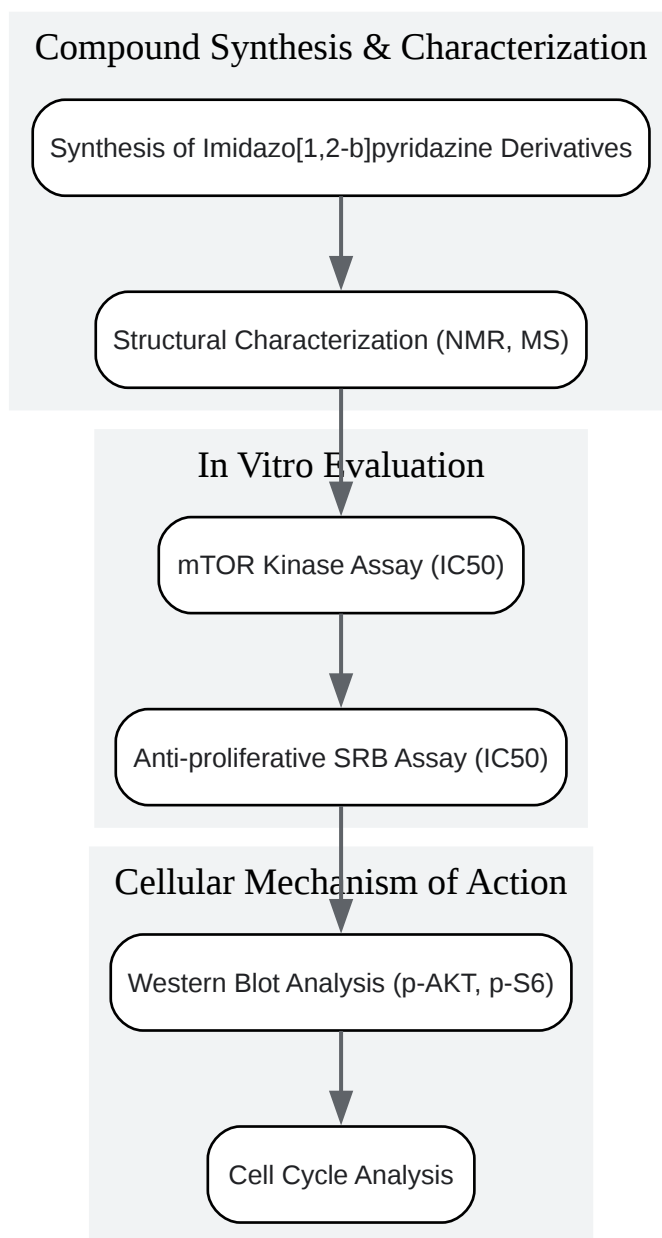 Compound Synthesis & Characterization
Synthesis of Imidazo[1,2-b]pyridazine Derivatives
Structural Characterization (NMR, MS)
In Vitro Evaluation
mTOR Kinase Assay (IC50)
Anti-proliferative SRB Assay (IC50)
Cellular Mechanism of Action
Western Blot Analysis (p-AKT, p-S6)
Cell Cycle Analysis